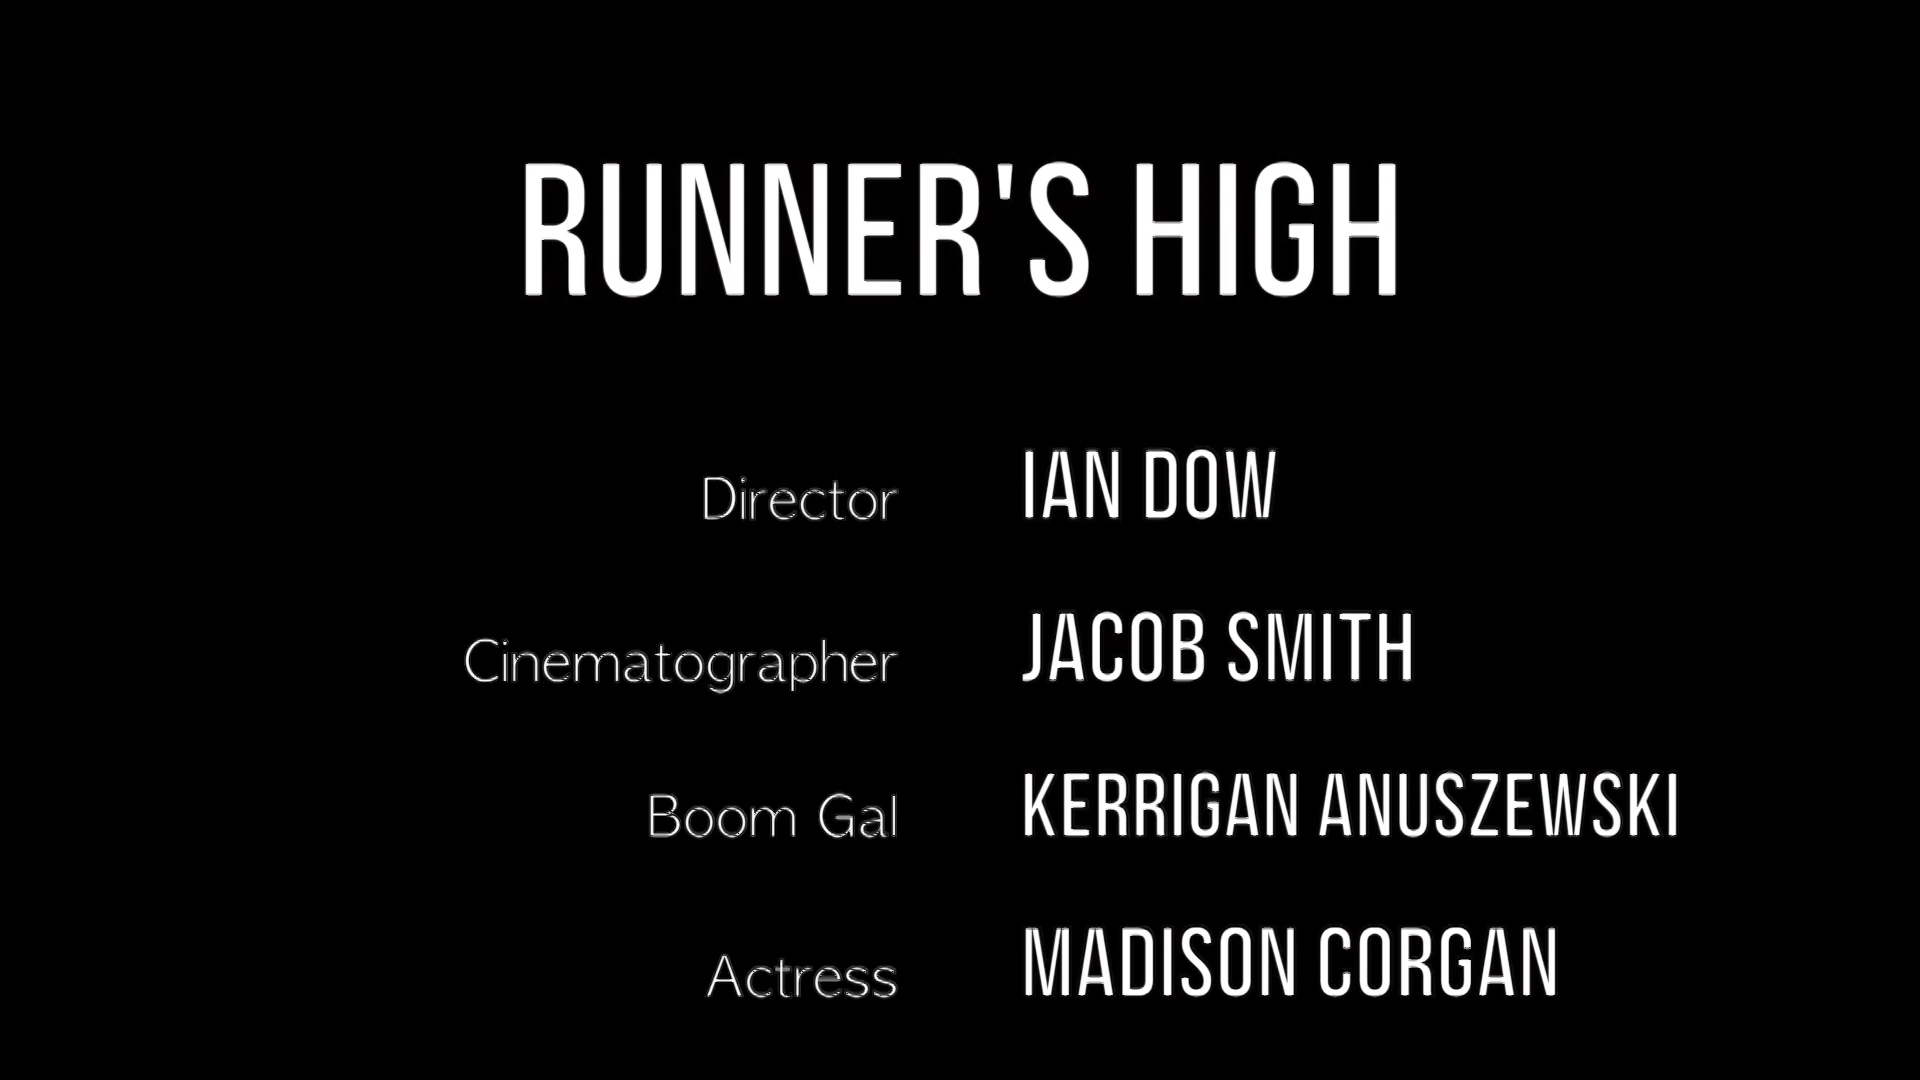 RUNNER'S HIGH
Director IAN DOW
Cinematographer JACOB SMITH
Boom Gal KERRIGAN ANUSZEWSKI
Actress MADISON CORGAN